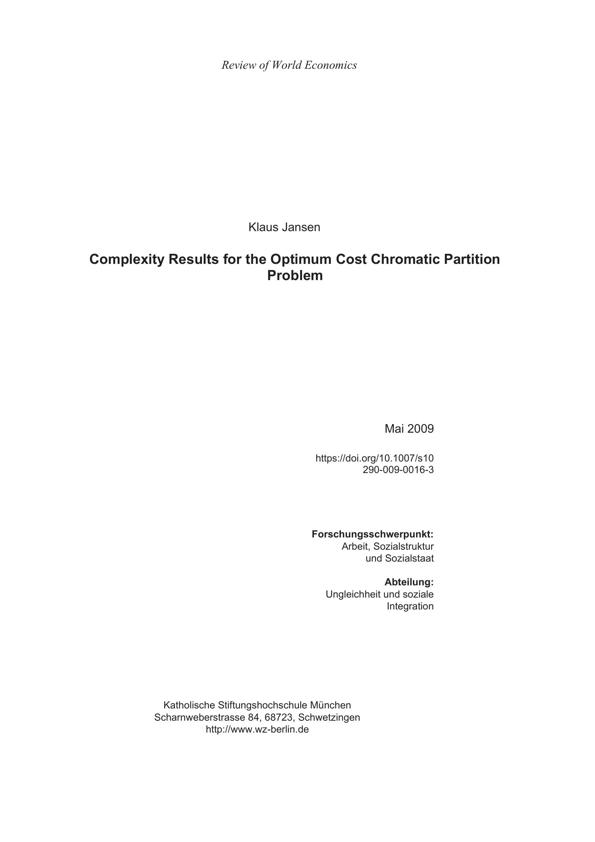 Review of World Economics
Klaus Jansen
Complexity Results for the Optimum Cost Chromatic Partition
Problem
Mai 2009
https://doi.org/10.1007/s10
290-009-0016-3
Forschungsschwerpunkt:
Arbeit, Sozialstruktur
und Sozialstaat
Abteilung:
Ungleichheit und soziale
Integration
Katholische Stiftungshochschule München
Scharnweberstrasse 84, 68723, Schwetzingen
http://www.wz-berlin.de